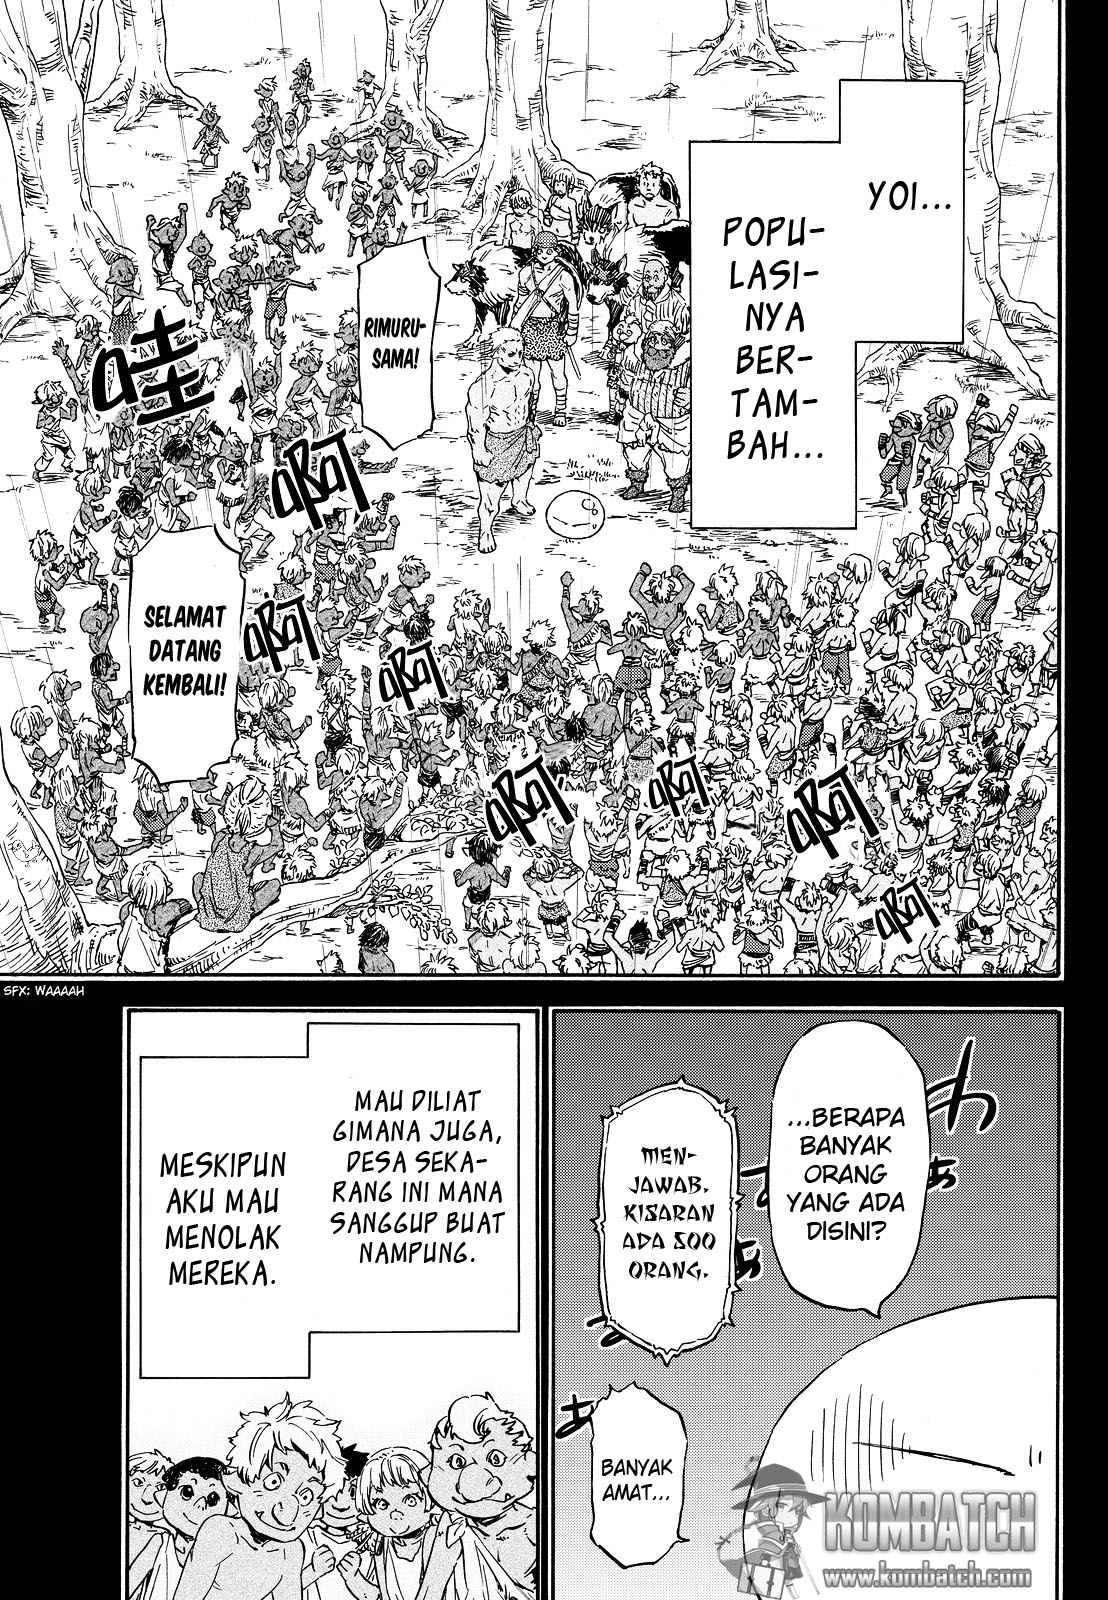 YOI...
POPU-
LASI-
NYA
BER-
TAM-
BAH...
RIMURU-
SAMA!
SELAMAT
DATANG
KEMBALI!
SFX: WAAAAH
...BERAPA
BANYAK
ORANG
YANG ADA
DISINI?
MEN-
JAWAB.
KISARAN
ADA 500
ORANG.
BANYAK
AMAT...
MAU DILIAT
GIMANA JUGA,
DESA SEKA-
RANG INI MANA
SANGGUP BUAT
NAMPUNG.
MESKIPUN
AKU MAU
MENOLAK
MEREKA.
KOMBATCH
www.kombatch.com